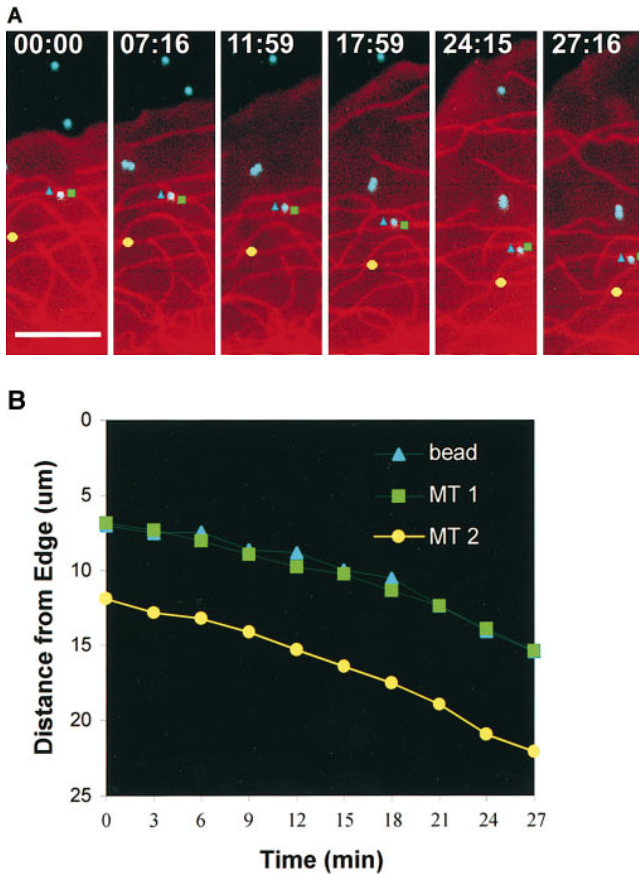 A
00:00 07:16 11:59 17:59 24:15 27:16
B
0
5
10
15
20
25
Distance from Edge (um)
bead
MT 1
MT 2
0 3 6 9 12 15 18 21 24 27
Time (min)